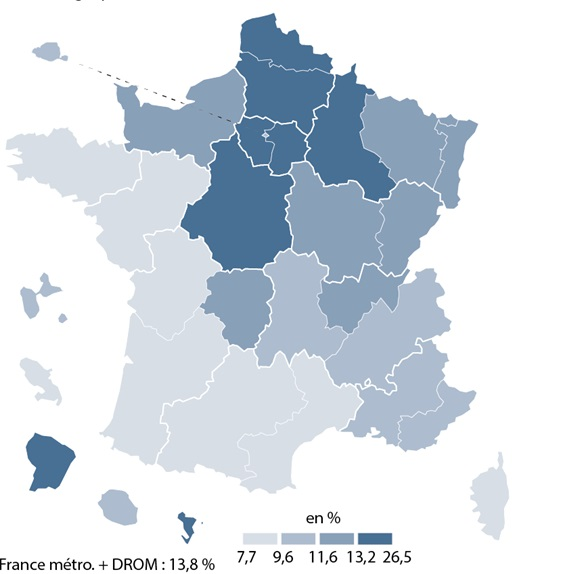 en %
7,7 9,6 11,6 13,2 26,5
France métro. + DROM : 13,8 %